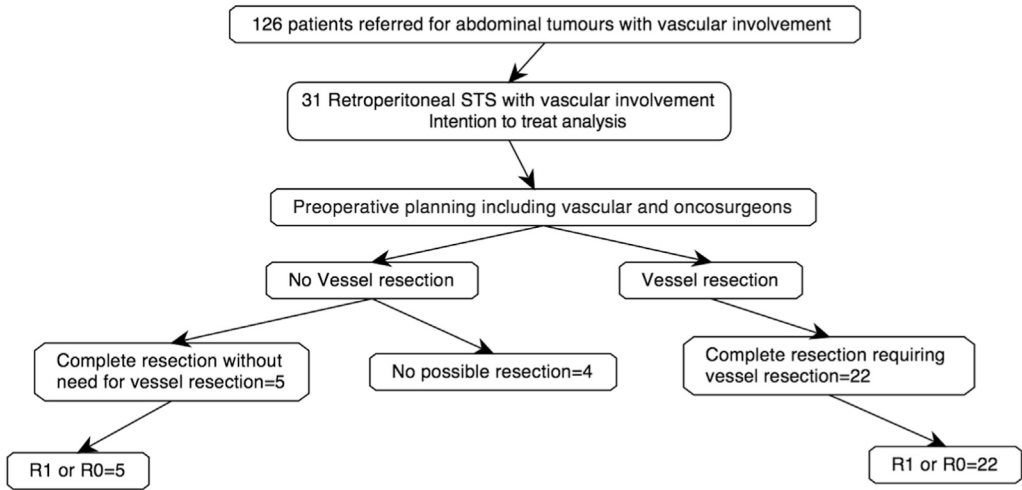 126 patients referred for abdominal tumours with vascular involvement
31 Retroperitoneal STS with vascular involvement
Intention to treat analysis
Preoperative planning including vascular and oncosurgeons
No Vessel resection
Vessel resection
Complete resection without
need for vessel resection=5
No possible resection=4
Complete resection requiring
vessel resection=22
R1 or R0=5
R1 or R0=22